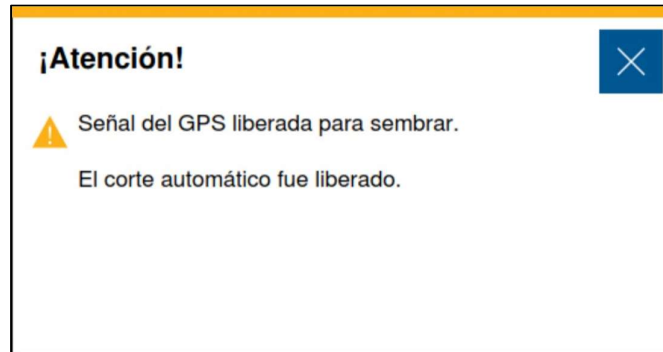 ¡Atención!
Señal del GPS liberada para sembrar.
El corte automático fue liberado.